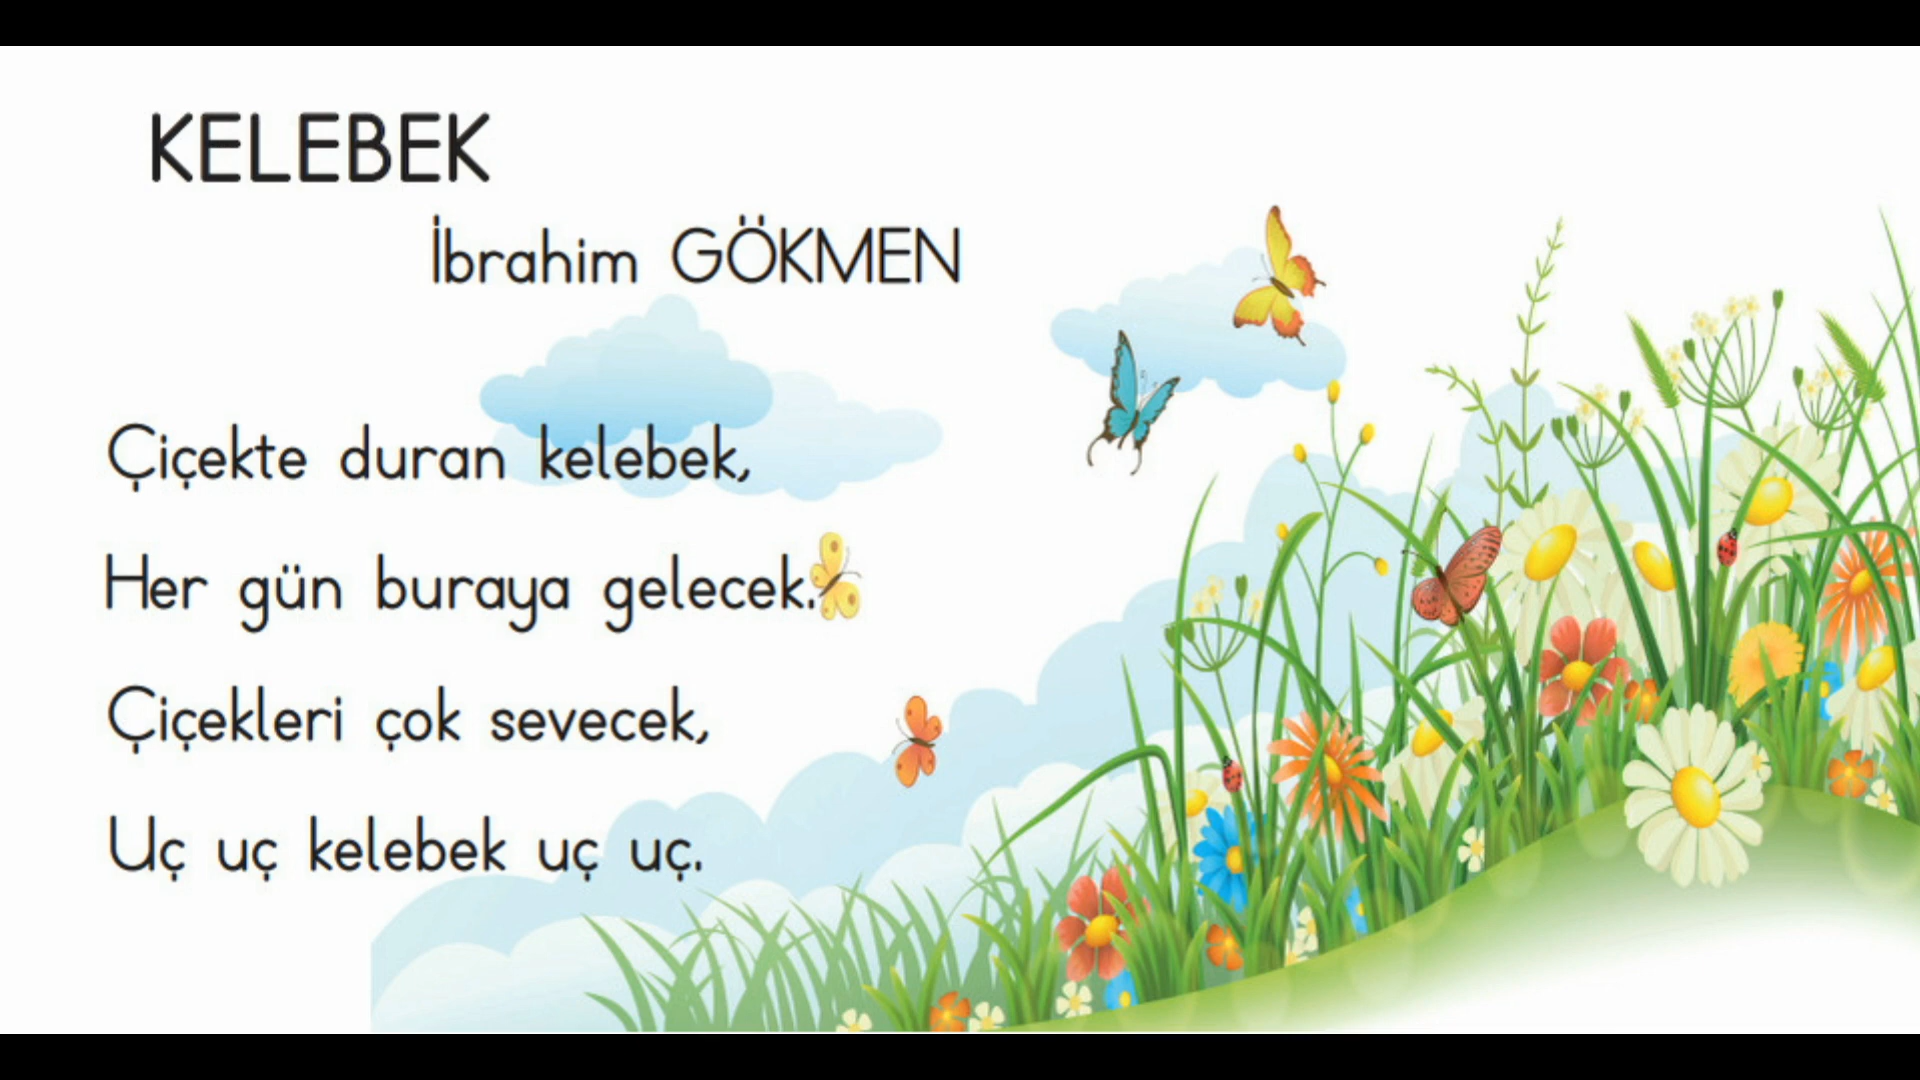 KELEBEK
İbrahim GÖKMEN
Çiçekte duran kelebek,
Her gün buraya gelecek.
Çiçekleri çok sevecek,
Uç uç kelebek uç uç.